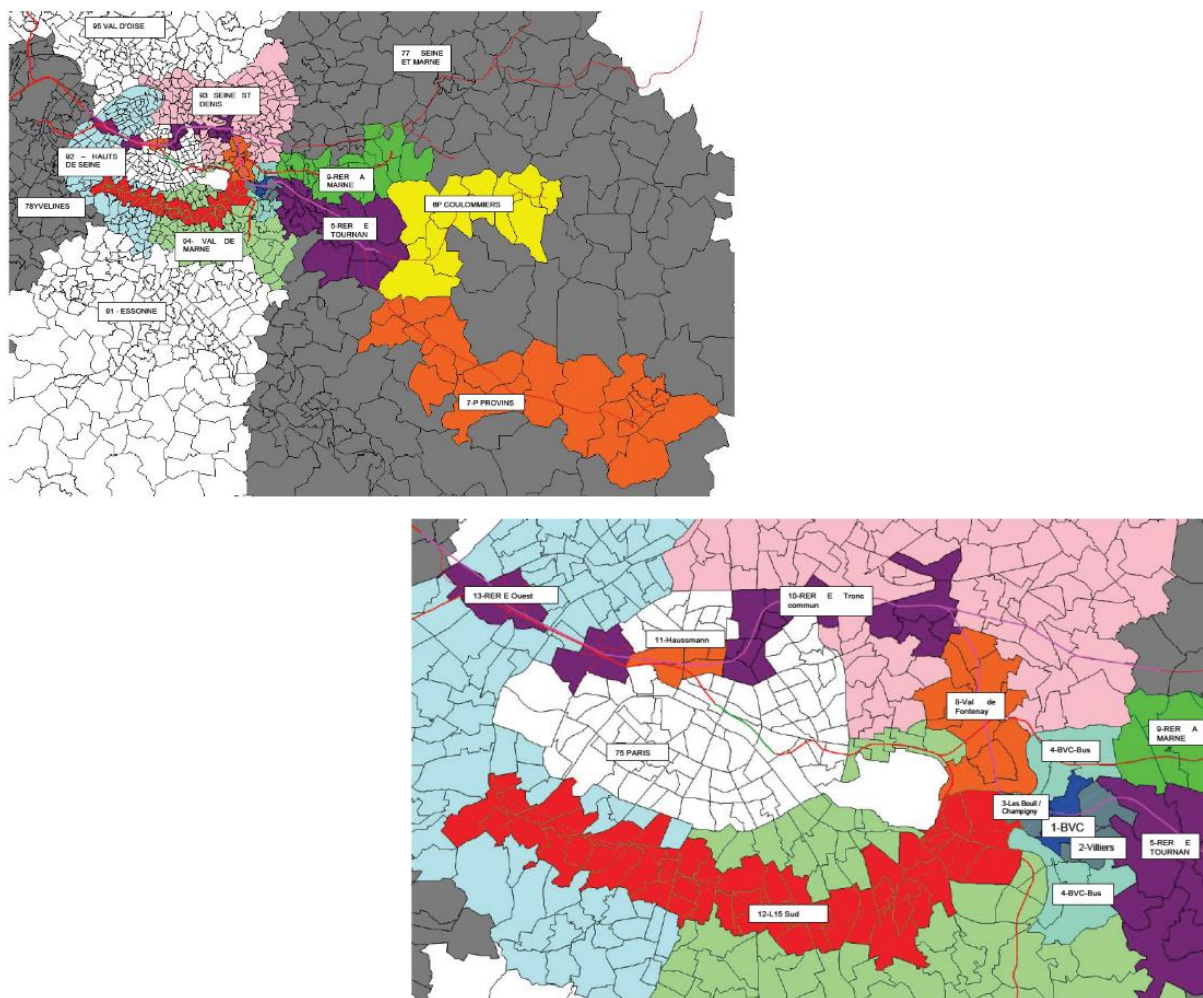 95 VAL D'OISE
77 SEINE
ET MARNE
93 SEINE ST
DENIS
92 – HAUTS
DE SEINE
9-RER A
MARNE
78YVELINES
6P COULOMMIERS
5-RER E
TOURNAN
94- VAL DE
MARNE
91 - ESSONNE
7-P PROVINS
13-RER E Ouest
10-RER E Tronc
commun
11-Haussmann
8-Val de
Fontenay
75 PARIS
4-BVC-Bus
9-RER A
MARNE
3-Les Boull /
Champigny
1-BVC
2-Villiers
5-RER E
TOURNAN
4-BVC-Bus
12-L15 Sud